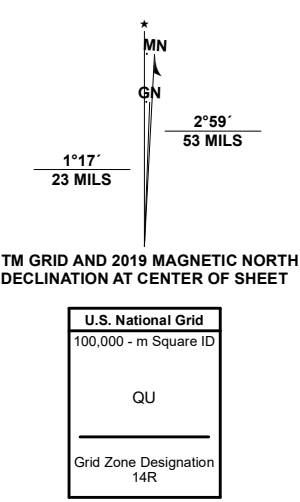 ★
MN
GN
2°59´
53 MILS
1°17´
23 MILS
TM GRID AND 2019 MAGNETIC NORTH
DECLINATION AT CENTER OF SHEET
U.S. National Grid
100,000 - m Square ID
QU
Grid Zone Designation
14R